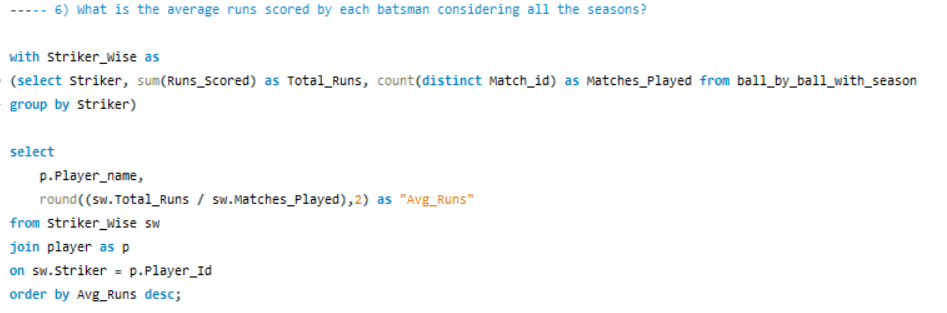 ----- 6) What is the average runs scored by each batsman considering all the seasons?
with Striker_Wise as
(select Striker, sum(Runs_Scored) as Total_Runs, count(distinct Match_id) as Matches_Played from ball_by_ball_with_season
group by Striker)
select
p.Player_name,
round((sw.Total_Runs / sw.Matches_Played),2) as "Avg_Runs"
from Striker_Wise sw
join player as p
on sw.Striker = p.Player_Id
order by Avg_Runs desc;